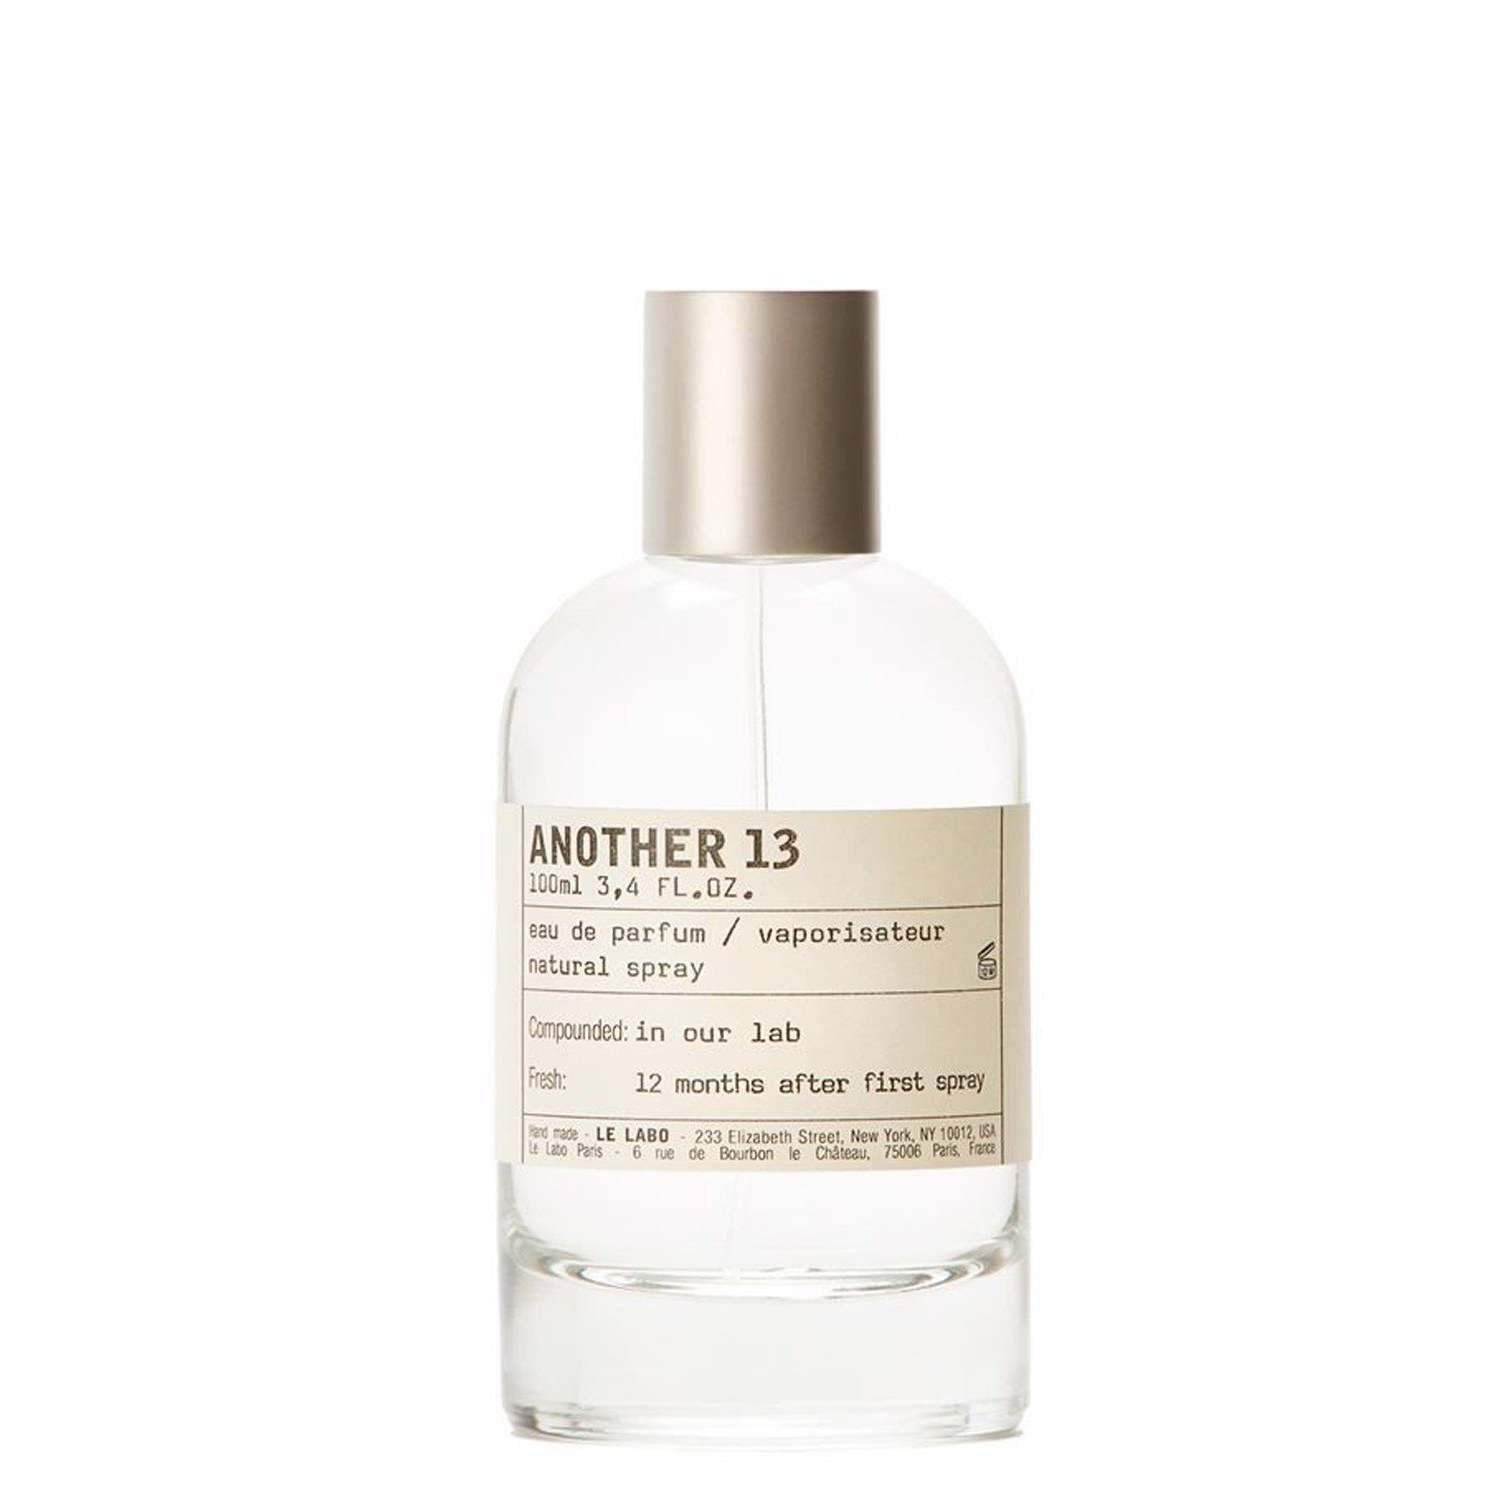 ANOTHER 13
100ml 3,4 FL.OZ.
eau de parfum / vaporisateur
natural spray
12 M
Compounded: in our lab
Fresh: 12 months after first spray
Hand made - LE LABO - 233 Elizabeth Street, New York, NY 10012, USA
Le Labo Paris - 6 rue de Bourbon le Château, 75006 Paris, France